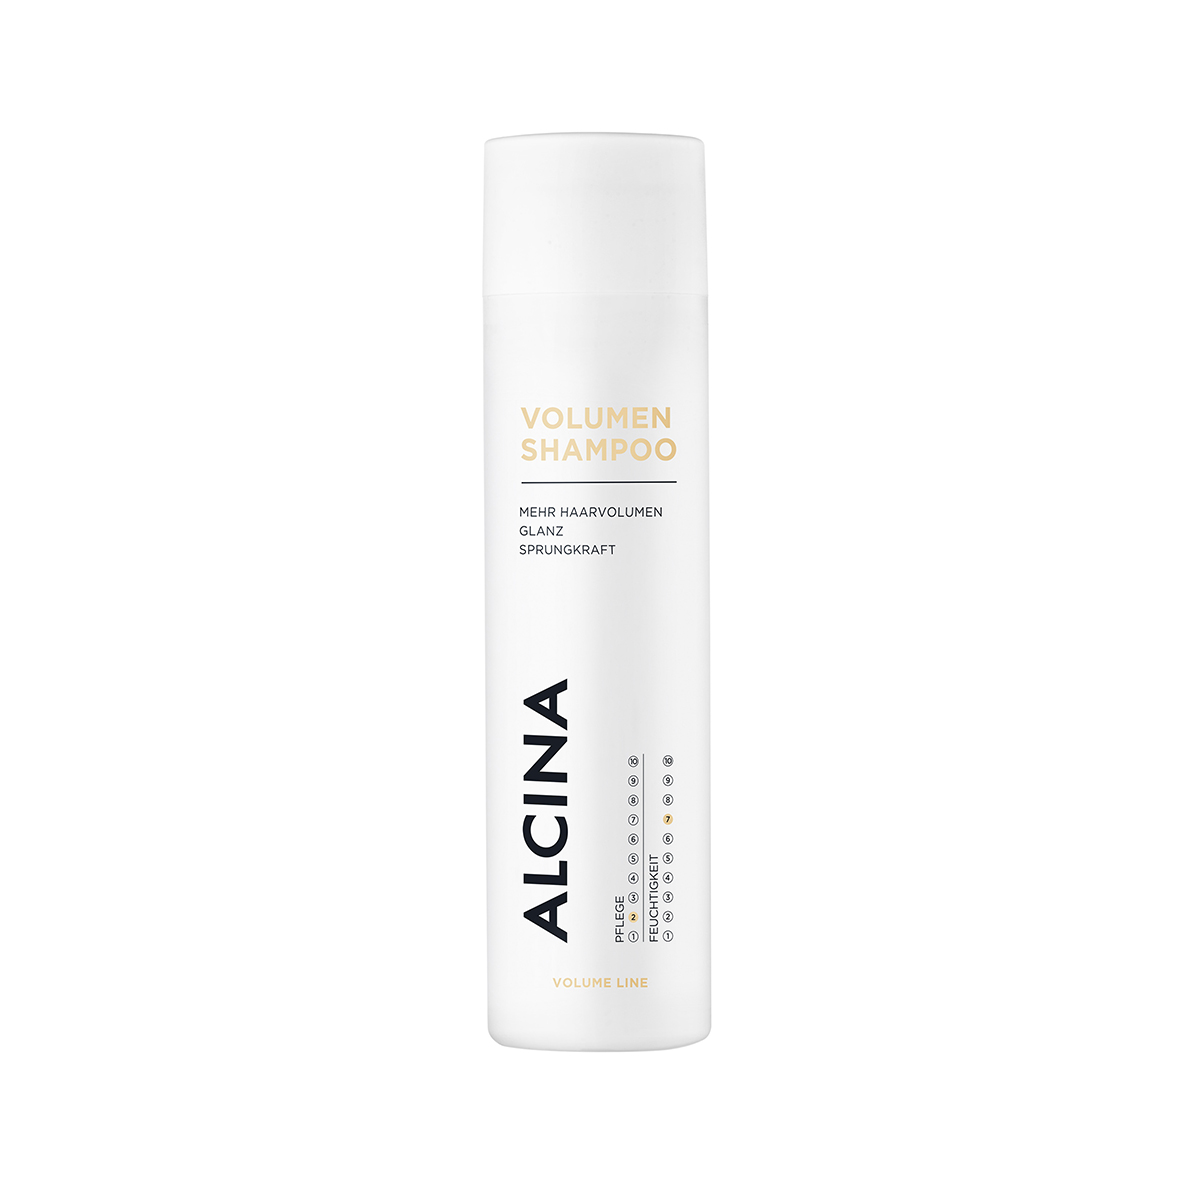 VOLUMEN
SHAMPOO
MEHR HAARVOLUMEN
GLANZ
SPRUNGKRAFT
ALCINA
PFLEGE
1 2 3 4 5 6 7 8 9 10
FEUCHTIGKEIT
1 2 3 4 5 6 7 8 9 10
VOLUME LINE